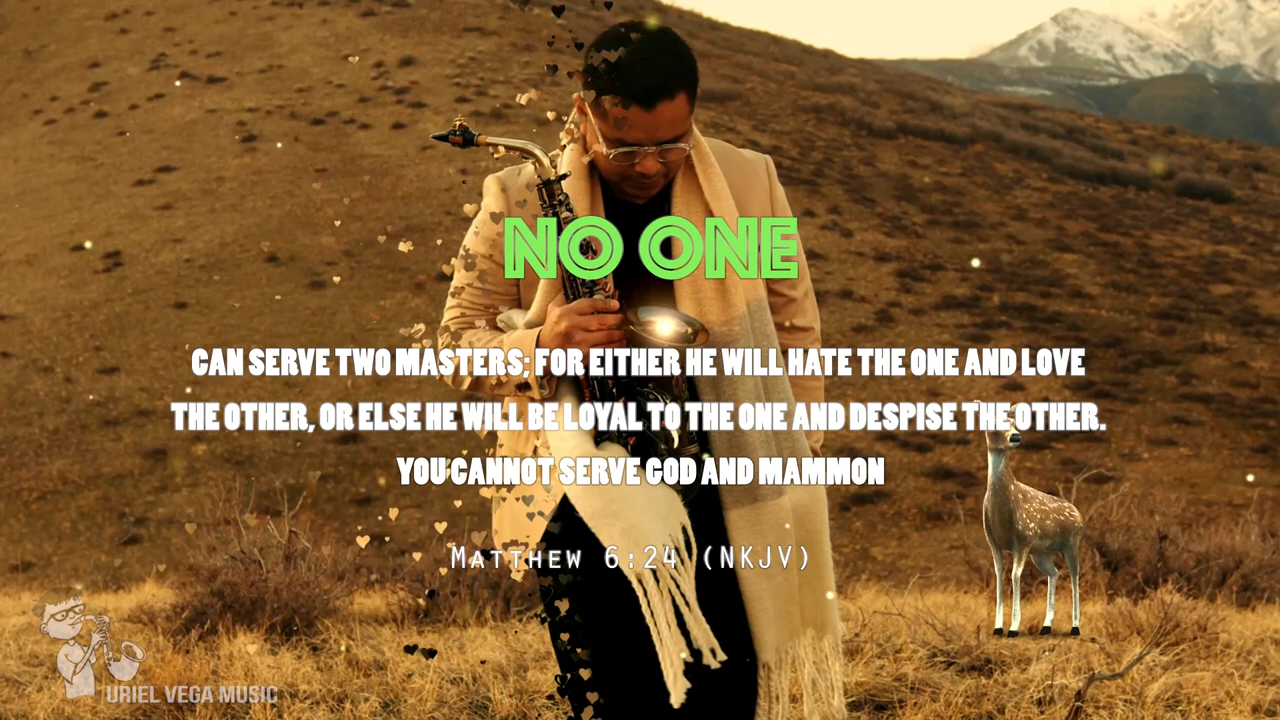 NO ONE
CAN SERVE TWO MASTERS; FOR EITHER HE WILL HATE THE ONE AND LOVE
THE OTHER, OR ELSE HE WILL BE LOYAL TO THE ONE AND DESPISE THE OTHER.
YOU CANNOT SERVE GOD AND MAMMON
Matthew 6:24 (NKJV)
URIEL VEGA MUSIC